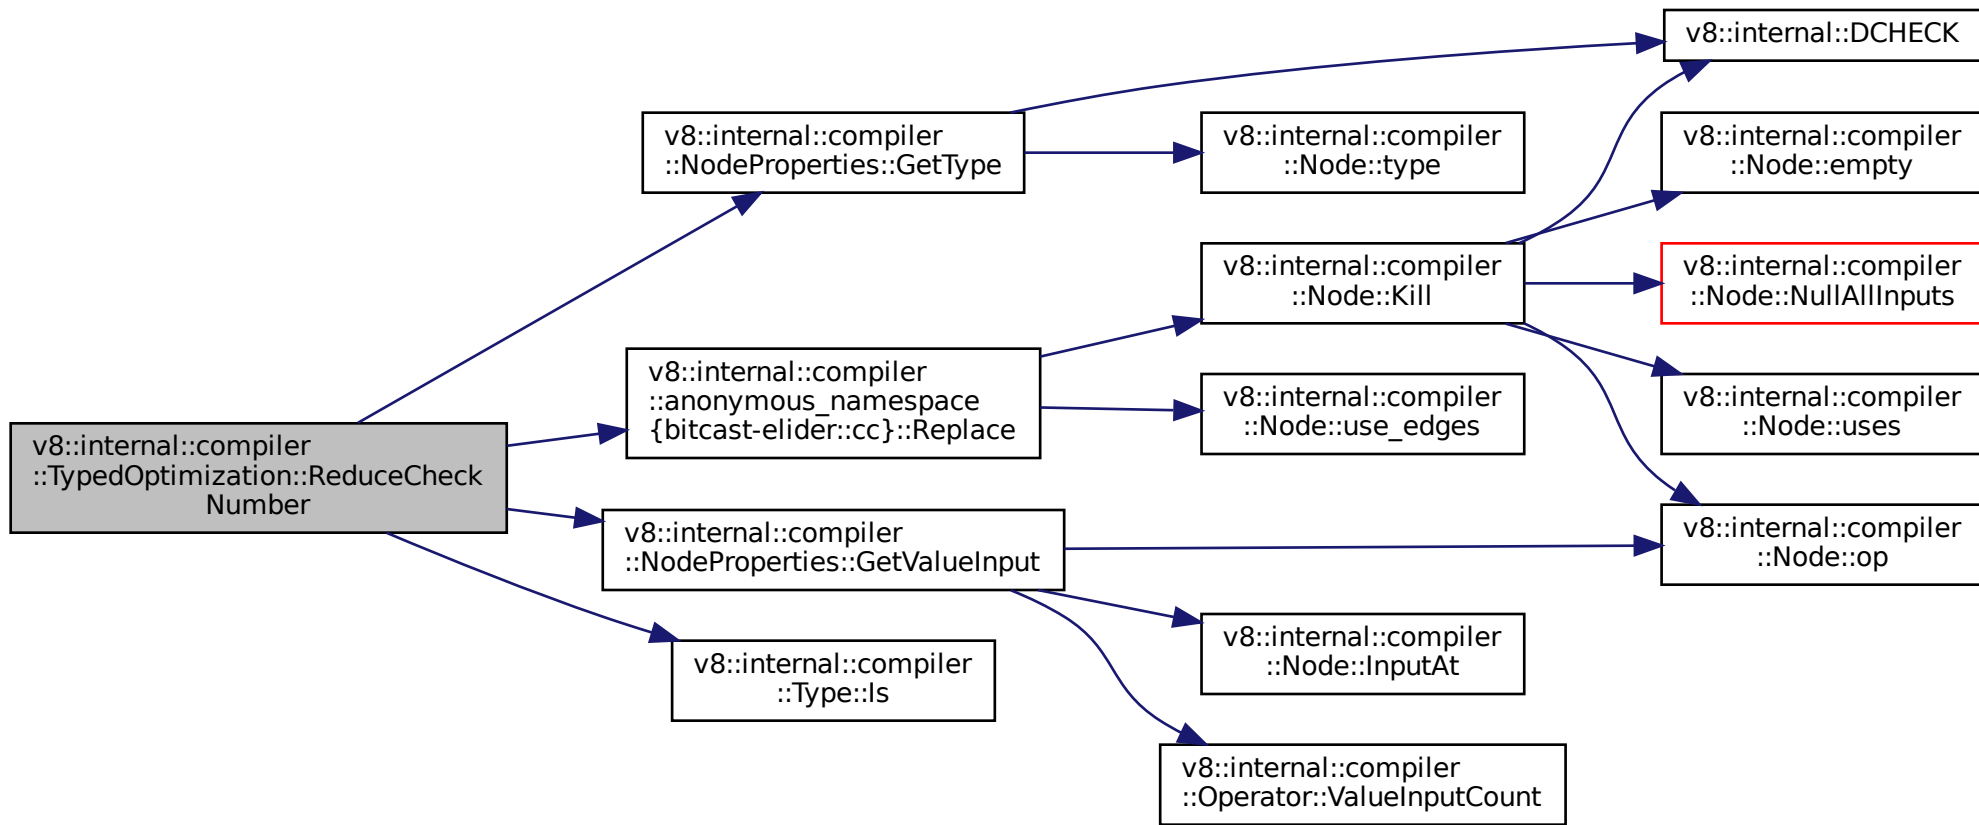 v8::internal::compiler
::TypedOptimization::ReduceCheck
Number
v8::internal::compiler
::NodeProperties::GetType
v8::internal::DCHECK
v8::internal::compiler
::Node::type
v8::internal::compiler
::anonymous_namespace
{bitcast-elider::cc}::Replace
v8::internal::compiler
::Node::Kill
v8::internal::compiler
::Node::empty
v8::internal::compiler
::Node::NullAllInputs
v8::internal::compiler
::Node::uses
v8::internal::compiler
::Node::op
v8::internal::compiler
::Node::use_edges
v8::internal::compiler
::NodeProperties::GetValueInput
v8::internal::compiler
::Node::InputAt
v8::internal::compiler
::Operator::ValueInputCount
v8::internal::compiler
::Type::Is